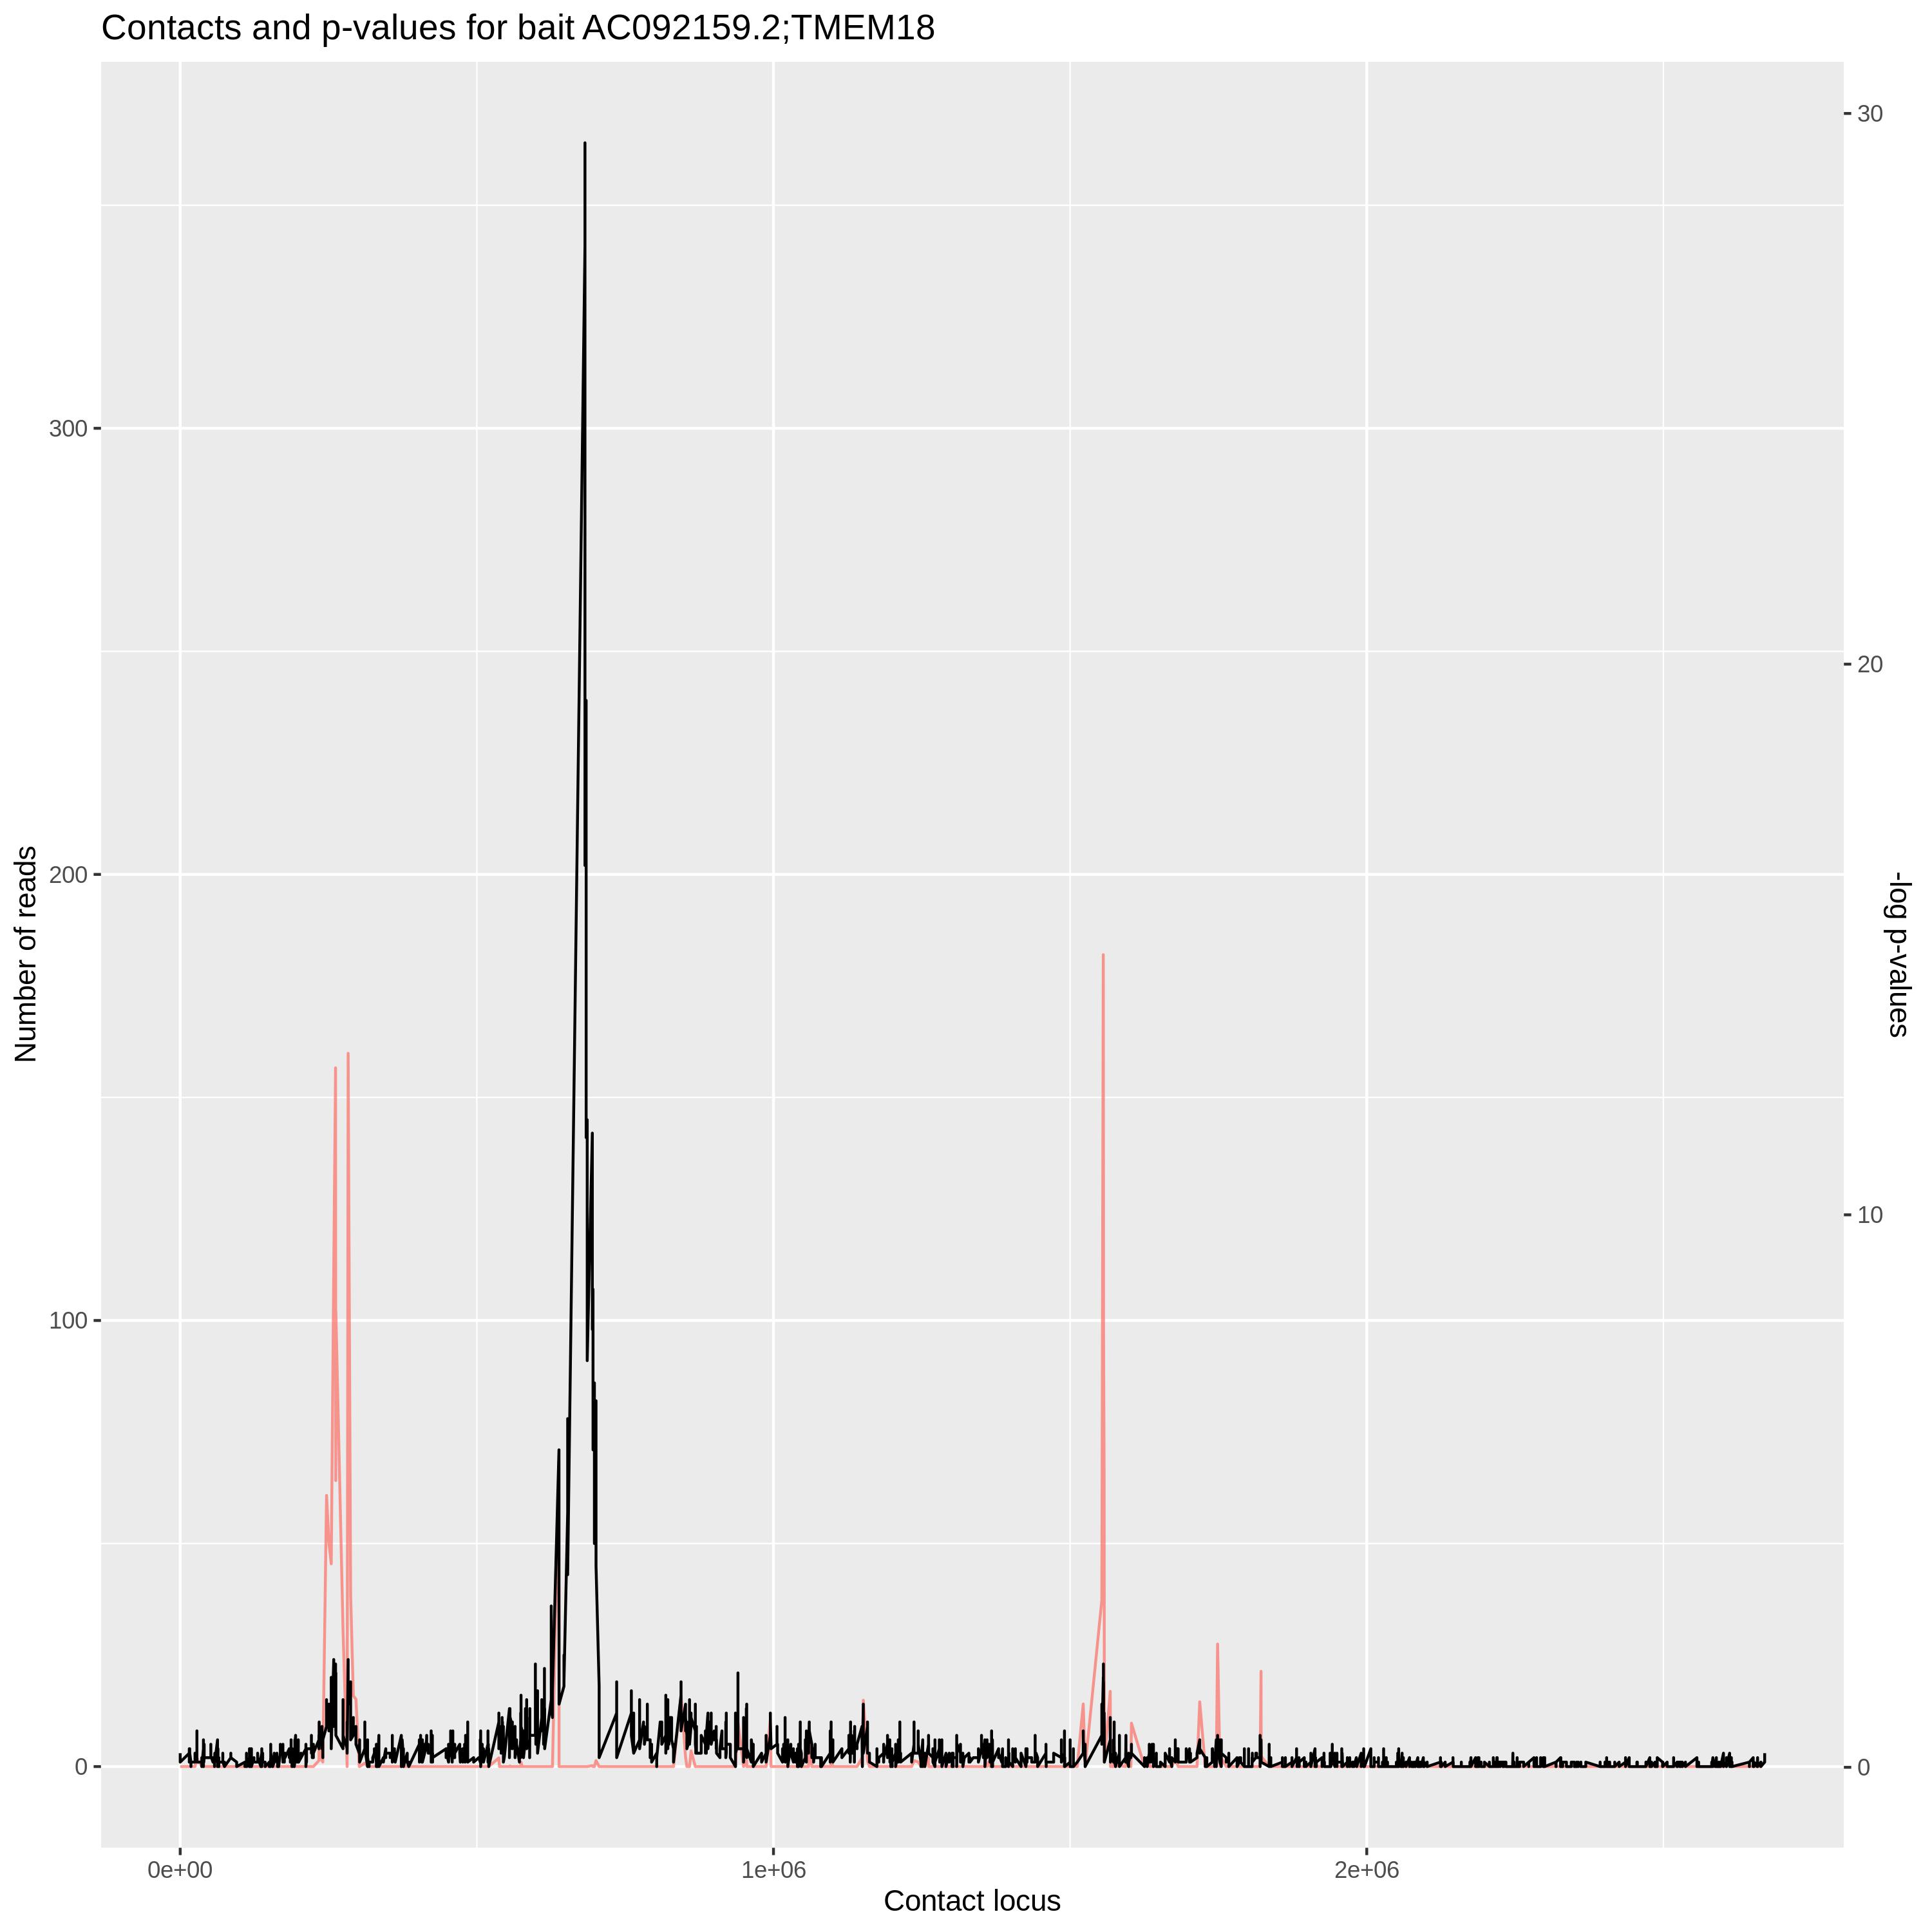 Contacts and p-values for bait AC092159.2;TMEM18
30
300
20
200
Number of reads
-log p-values
10
100
0
0
0e+00
1e+06
2e+06
Contact locus